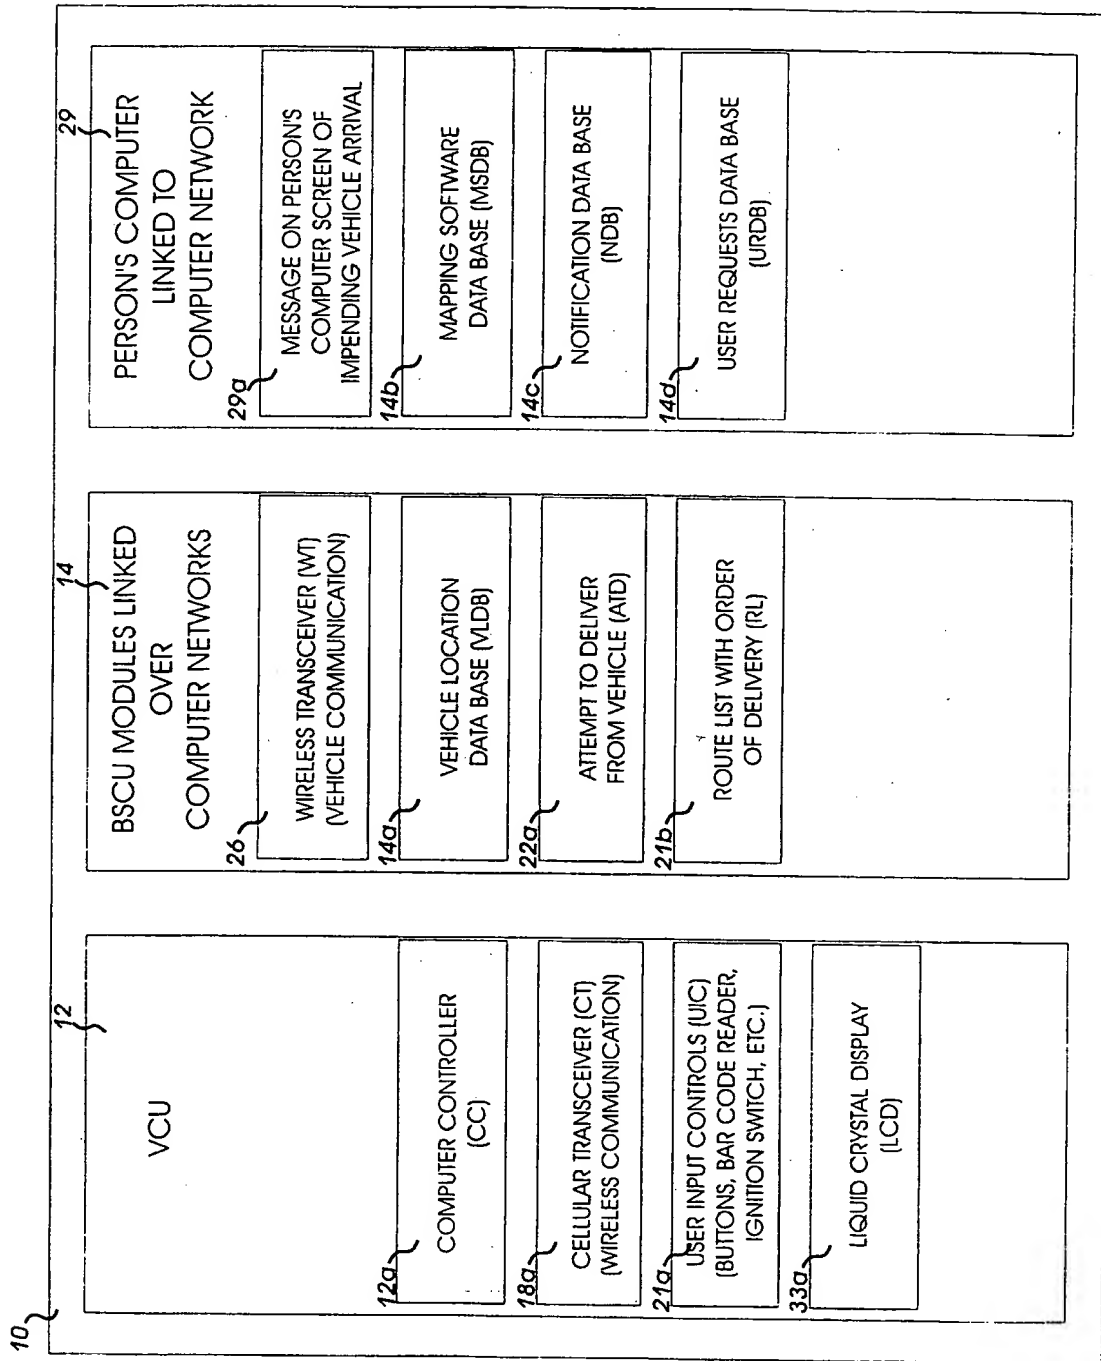 10
12
VCU
12a
COMPUTER CONTROLLER
(CC)
18a
CELLULAR TRANSCEIVER (CT)
(WIRELESS COMMUNICATION)
21a
USER INPUT CONTROLS (UIC)
(BUTTONS, BAR CODE READER,
IGNITION SWITCH, ETC.)
33a
LIQUID CRYSTAL DISPLAY
(LCD)
14
BSCU MODULES LINKED
OVER
COMPUTER NETWORKS
26
WIRELESS TRANSCEIVER (WT)
(VEHICLE COMMUNICATION)
14a
VEHICLE LOCATION
DATA BASE (VLDB)
22a
ATTEMPT TO DELIVER
FROM VEHICLE (ATD)
21b
ROUTE LIST WITH ORDER
OF DELIVERY (RL)
29
PERSON'S COMPUTER
LINKED TO
COMPUTER NETWORK
29a
MESSAGE ON PERSON'S
COMPUTER SCREEN OF
IMPENDING VEHICLE ARRIVAL
14b
MAPPING SOFTWARE
DATA BASE (MSDB)
14c
NOTIFICATION DATA BASE
(NDB)
14d
USER REQUESTS DATA BASE
(URDB)